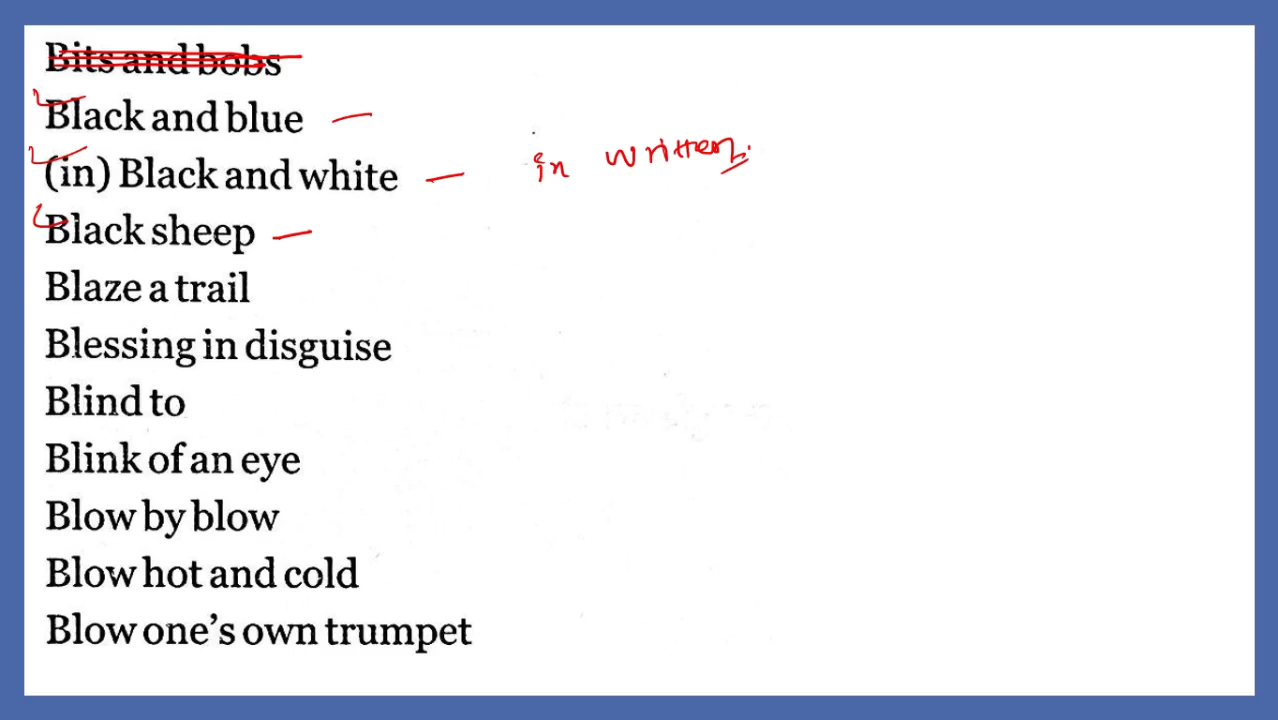 Bits and bobs
Black and blue —
(in) Black and white — in written.
Black sheep —
Blaze a trail
Blessing in disguise
Blind to
Blink of an eye
Blow by blow
Blow hot and cold
Blow one's own trumpet